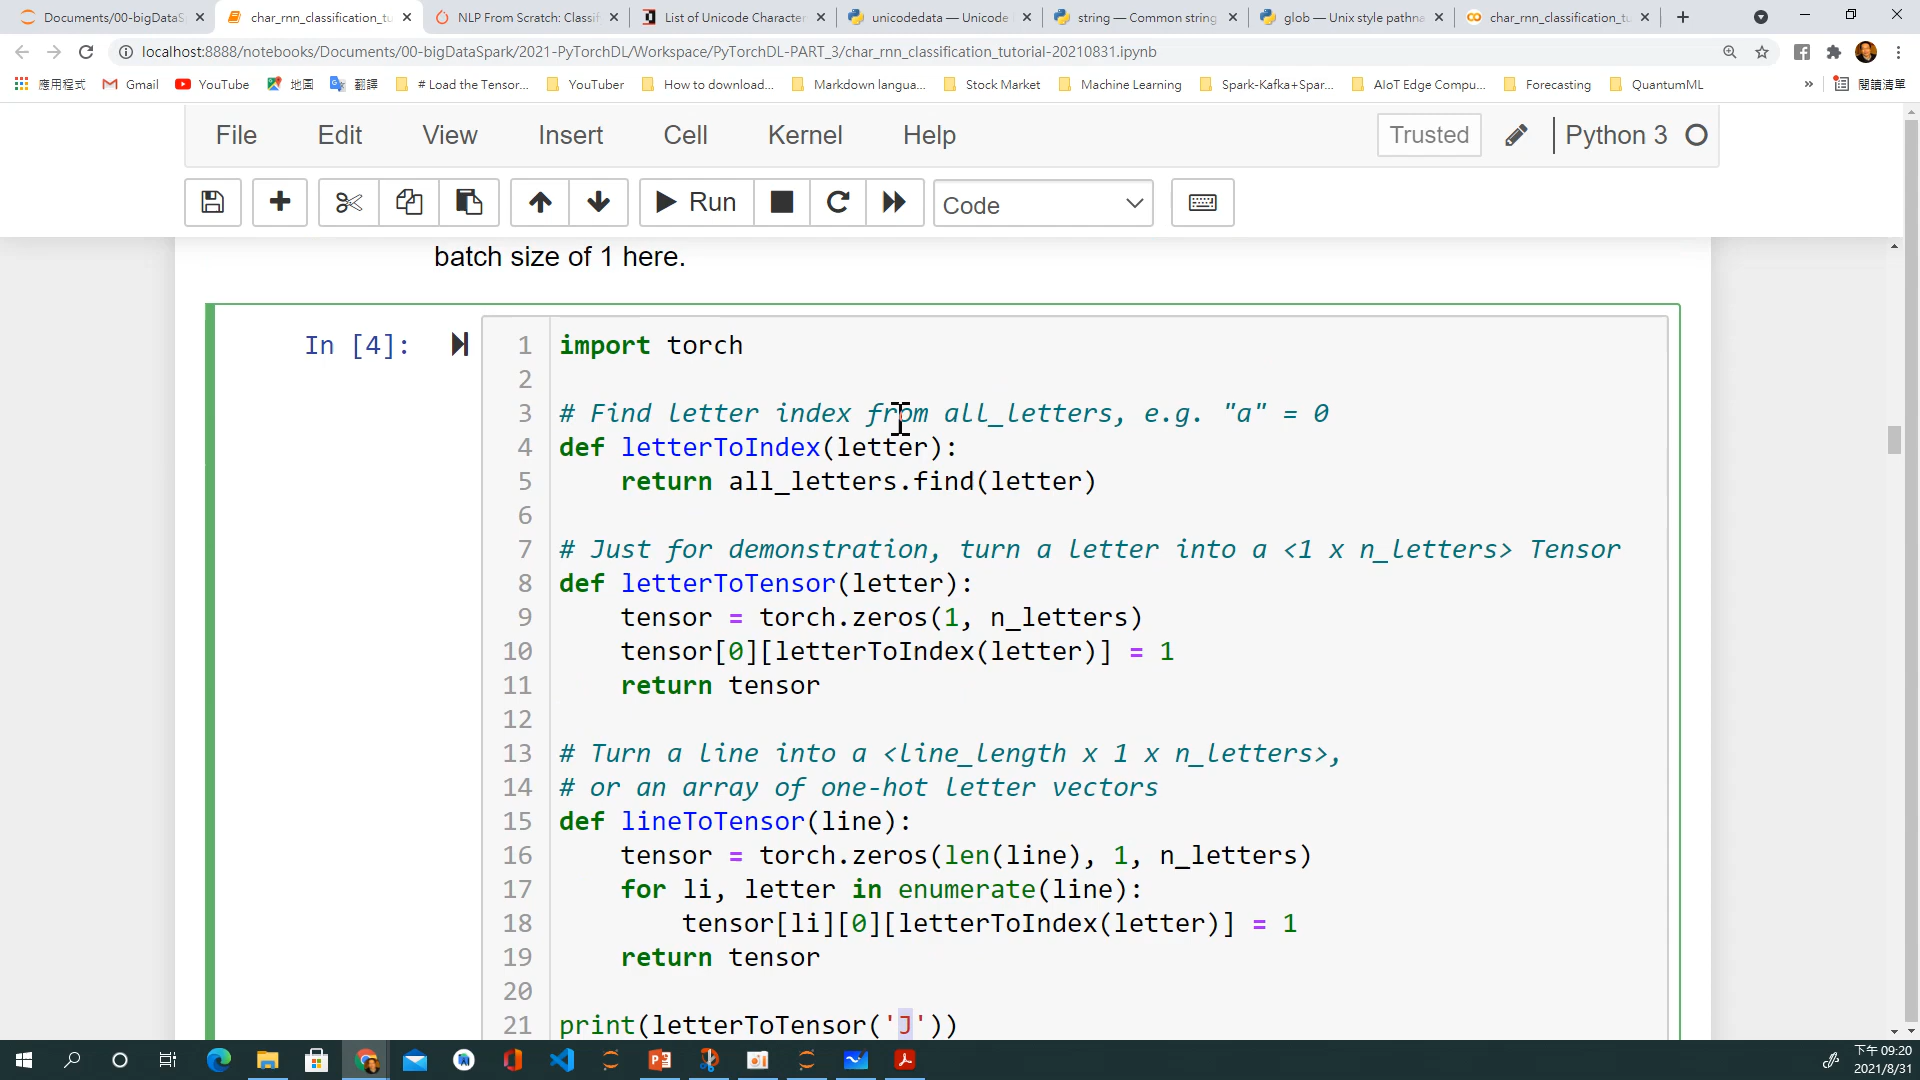 Documents/00-bigDataS
char_rnn_classification_tu
NLP From Scratch: Classif
List of Unicode Character
unicodedata — Unicode
string — Common string
glob — Unix style pathna
char_rnn_classification_tu
localhost:8888/notebooks/Documents/00-bigDataSpark/2021-PyTorchDL/Workspace/PyTorchDL-PART_3/char_rnn_classification_tutorial-20210831.ipynb
應用程式
Gmail
YouTube
地圖
翻譯
# Load the Tensor...
YouTuber
How to download...
Markdown langua...
Stock Market
Machine Learning
Spark-Kafka+Spar...
AIoT Edge Compu...
Forecasting
QuantumML
»
閱讀清單
File Edit View Insert Cell Kernel Help
Trusted
Python 3
Run
Code
batch size of 1 here.
In [4]:
1 import torch
2
3 # Find letter index from all_letters, e.g. "a" = 0
4 def letterToIndex(letter):
5 return all_letters.find(letter)
6
7 # Just for demonstration, turn a letter into a <1 x n_letters> Tensor
8 def letterToTensor(letter):
9 tensor = torch.zeros(1, n_letters)
10 tensor[0][letterToIndex(letter)] = 1
11 return tensor
12
13 # Turn a line into a <line_length x 1 x n_letters>,
14 # or an array of one-hot letter vectors
15 def lineToTensor(line):
16 tensor = torch.zeros(len(line), 1, n_letters)
17 for li, letter in enumerate(line):
18 tensor[li][0][letterToIndex(letter)] = 1
19 return tensor
20
21 print(letterToTensor('J'))
下午 09:20
2021/8/31